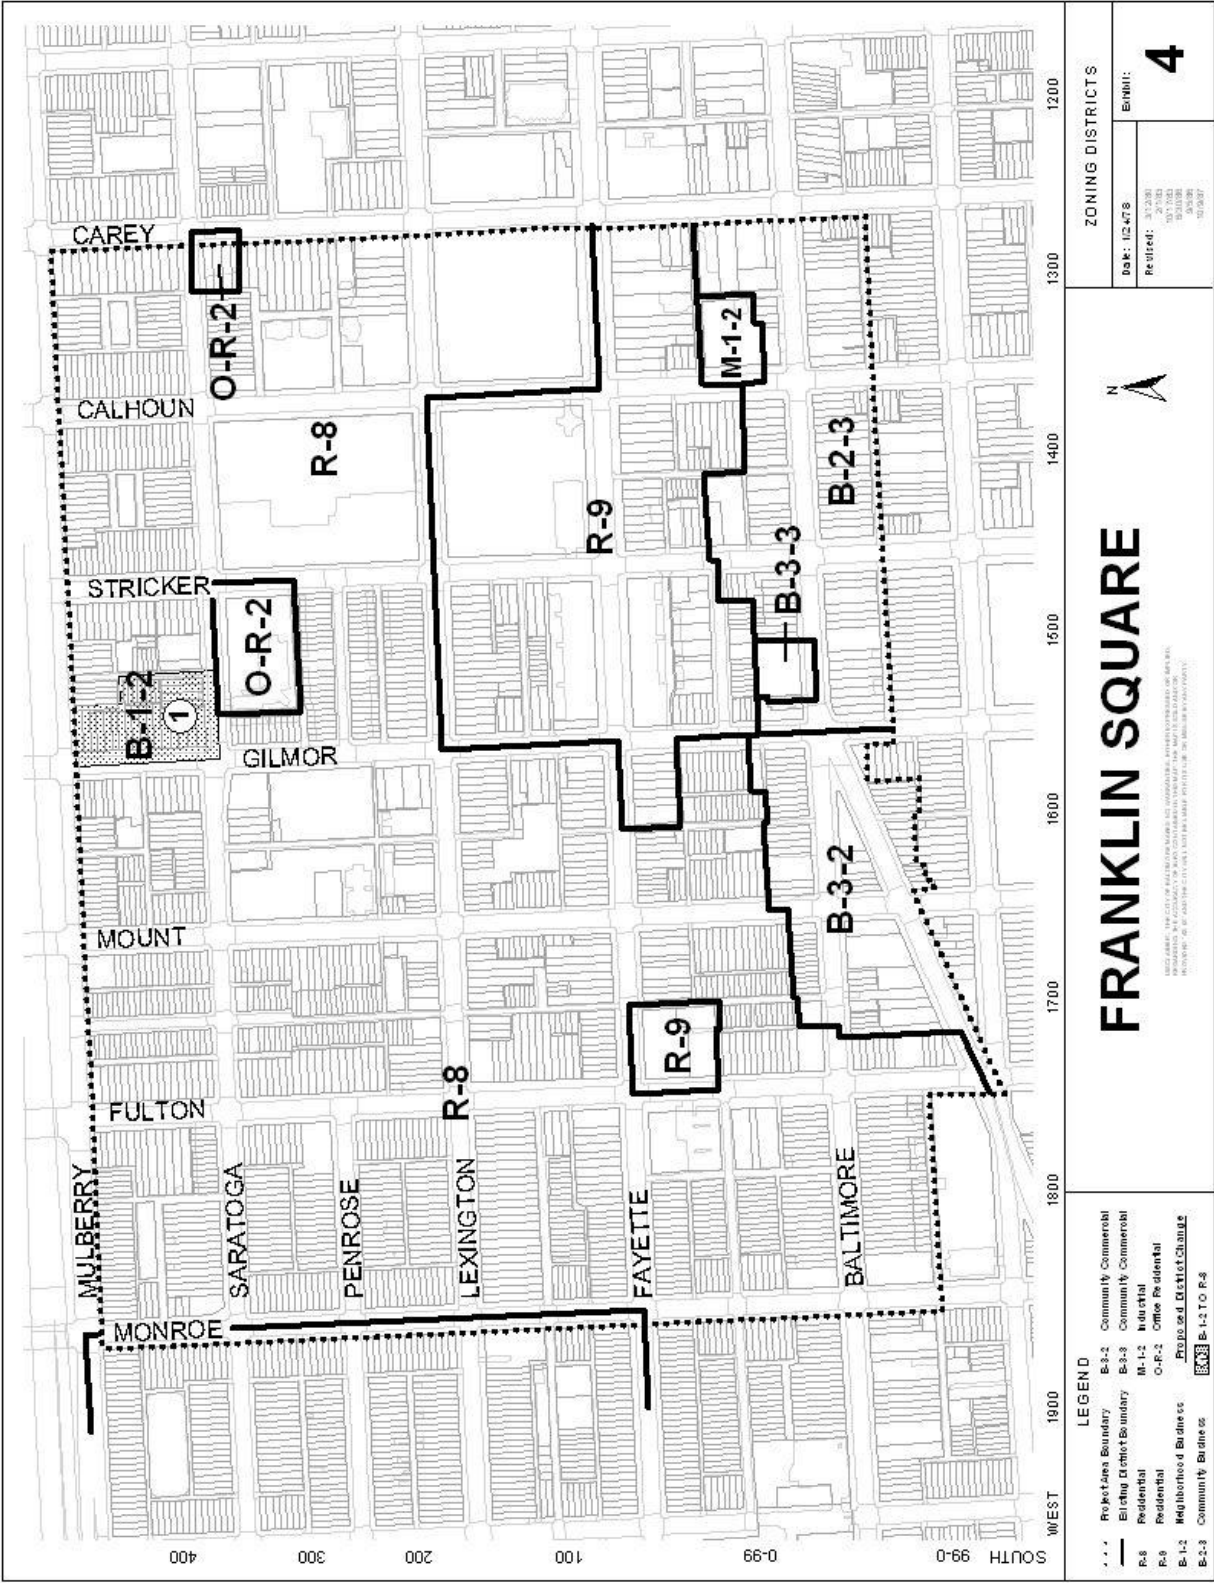 MULBERRY
SARATOGA
PENROSE
LEXINGTON
FAYETTE
BALTIMORE
MONROE
FULTON
MOUNT
GILMOR
STRICKER
CALHOUN
CAREY
B-1-2
1
O-R-2
O-R-2
R-8
R-8
R-9
R-9
M-1-2
B-3-3
B-2-3
B-3-2
400
300
200
100
0-99
0-99
SOUTH
WEST
1900
1800
1700
1600
1500
1400
1300
1200
LEGEND
Project Area Boundary
Existing District Boundary
R-8 Residential
R-9 Residential
B-1-2 Neighborhood Business
B-2-3 Community Business
B-3-2 Community Commercial
B-3-3 Community Commercial
M-1-2 Industrial
O-R-2 Office Residential
Proposed District Change
B-1-2 TO R-8
FRANKLIN SQUARE
N
ZONING DISTRICTS
Revised:
Exhibit:
4